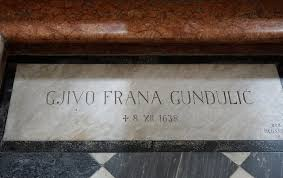 GJIVO FRANA GUNDULIĆ
✝ 8. XII. 1638.